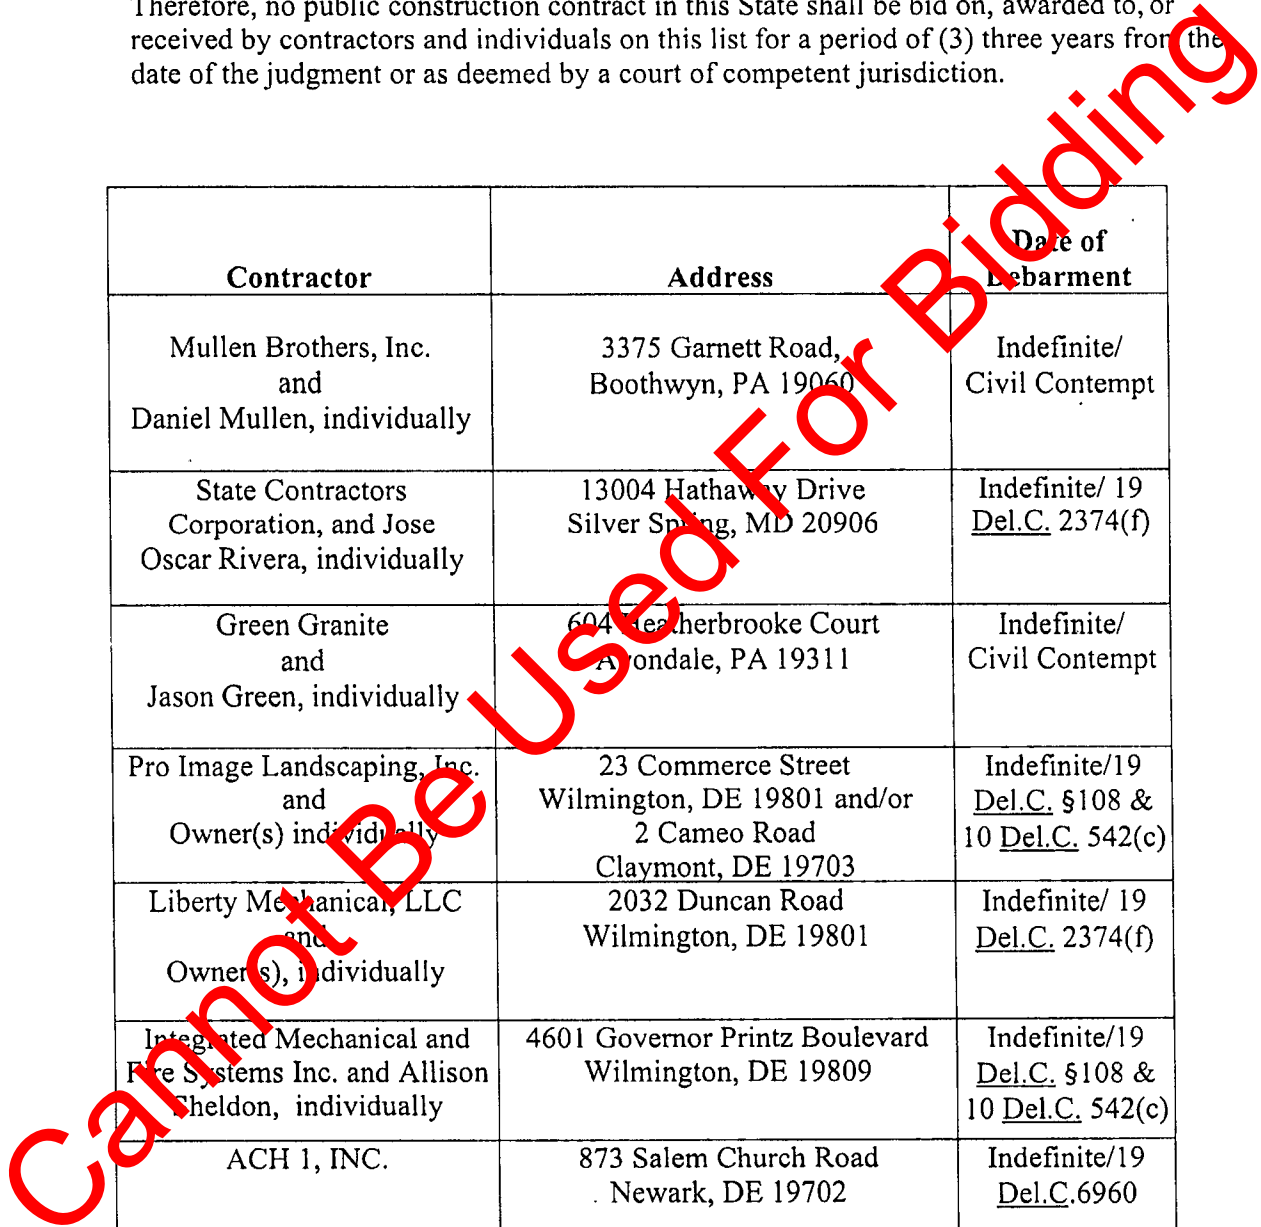 Therefore, no public construction contract in this State shall be bid on, awarded to, or
received by contractors and individuals on this list for a period of (3) three years from the
date of the judgment or as deemed by a court of competent jurisdiction.
Contractor
Address
Date of
Debarment
Mullen Brothers, Inc.
and
Daniel Mullen, individually
3375 Garnett Road,
Boothwyn, PA 19060
Indefinite/
Civil Contempt
State Contractors
Corporation, and Jose
Oscar Rivera, individually
13004 Hathaway Drive
Silver Spring, MD 20906
Indefinite/ 19
Del.C. 2374(f)
Green Granite
and
Jason Green, individually
604 Heatherbrooke Court
Avondale, PA 19311
Indefinite/
Civil Contempt
Pro Image Landscaping, Inc.
and
Owner(s) individually
23 Commerce Street
Wilmington, DE 19801 and/or
2 Cameo Road
Claymont, DE 19703
Indefinite/19
Del.C. §108 &
10 Del.C. 542(c)
Liberty Mechanical, LLC
and
Owner(s), individually
2032 Duncan Road
Wilmington, DE 19801
Indefinite/ 19
Del.C. 2374(f)
Integrated Mechanical and
Fire Systems Inc. and Allison
Sheldon, individually
4601 Governor Printz Boulevard
Wilmington, DE 19809
Indefinite/19
Del.C. §108 &
10 Del.C. 542(c)
ACH 1, INC.
873 Salem Church Road
Newark, DE 19702
Indefinite/19
Del.C.6960
Cannot Be Used For Bidding